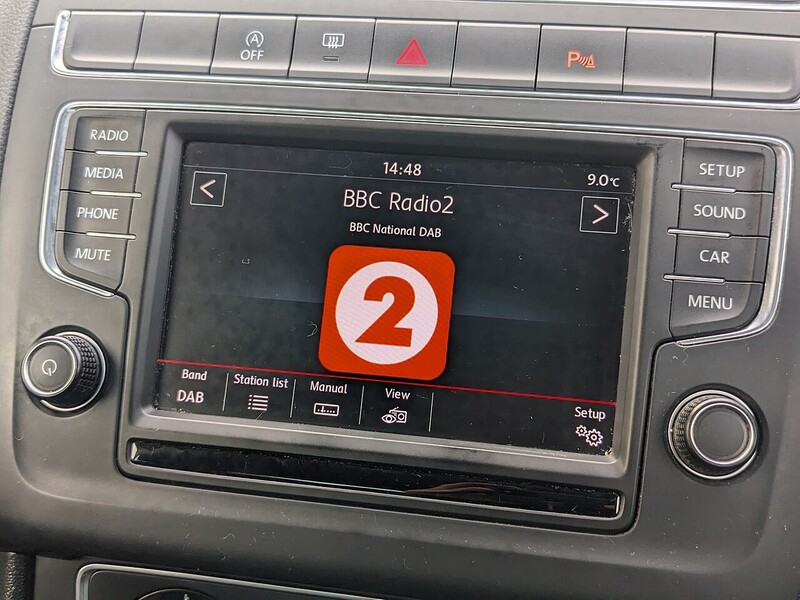 A
OFF
P
RADIO
MEDIA
PHONE
MUTE
14:48
9.0°C
BBC Radio2
BBC National DAB
2
Band
DAB
Station list
Manual
View
Setup
SETUP
SOUND
CAR
MENU